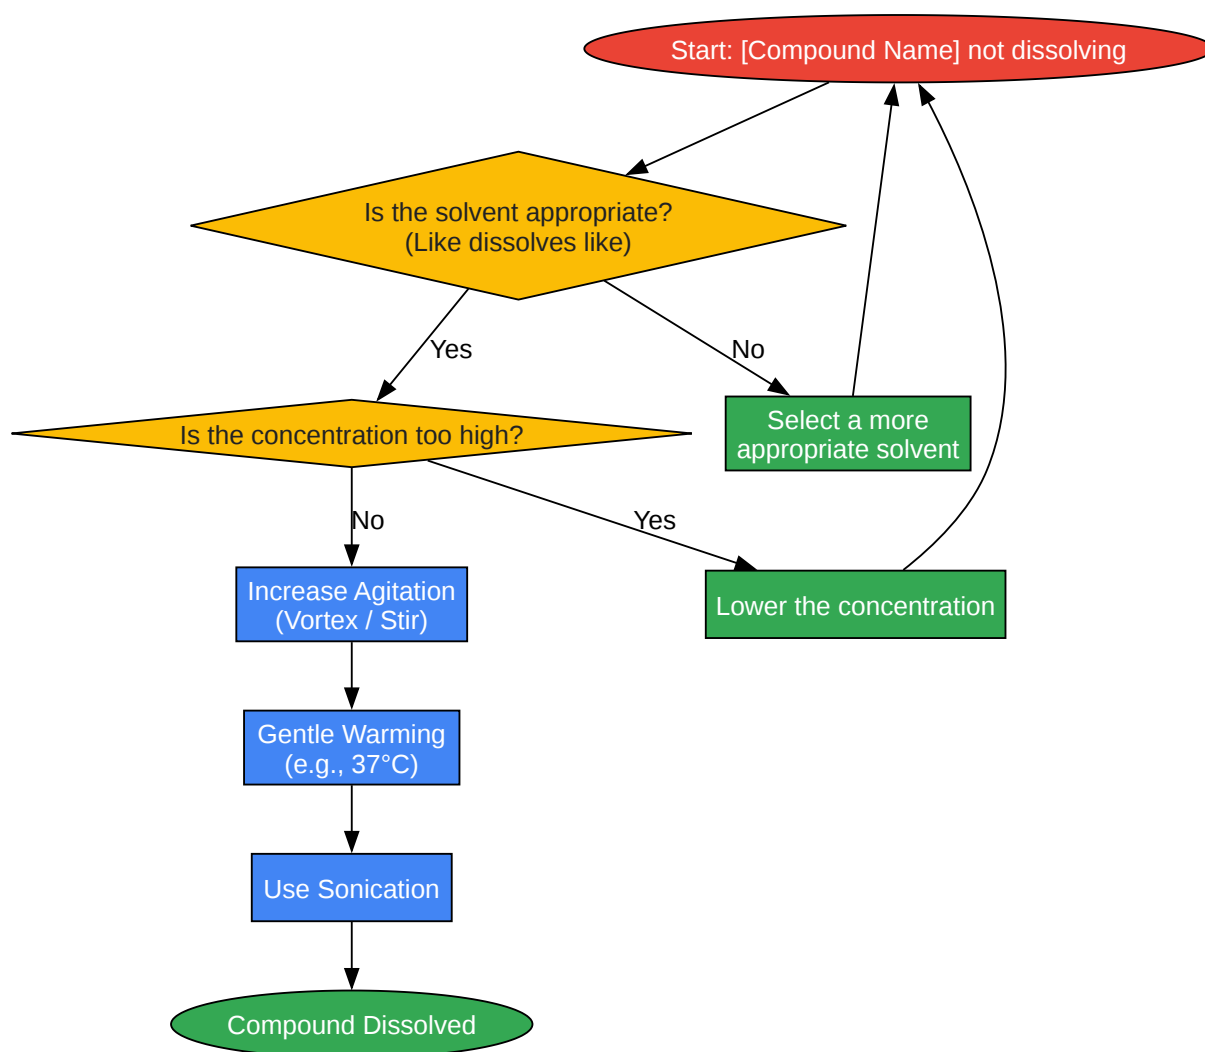 Start: [Compound Name] not dissolving
Is the solvent appropriate?
(Like dissolves like)
Yes
No
Select a more
appropriate solvent
Is the concentration too high?
No
Yes
Increase Agitation
(Vortex / Stir)
Lower the concentration
Gentle Warming
(e.g., 37°C)
Use Sonication
Compound Dissolved